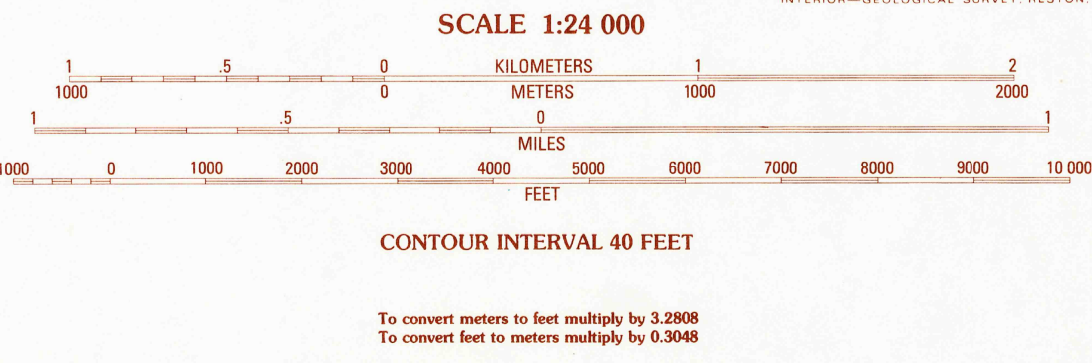 INTERIOR—GEOLOGICAL SURVEY, RESTON,
SCALE 1:24 000
1 .5 0 KILOMETERS 1 2
1000 0 METERS 1000 2000
1 .5 0 1
MILES
1000 0 1000 2000 3000 4000 5000 6000 7000 8000 9000 10 000
FEET
CONTOUR INTERVAL 40 FEET
To convert meters to feet multiply by 3.2808
To convert feet to meters multiply by 0.3048